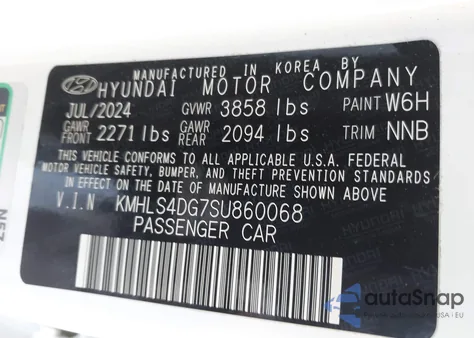 MANUFACTURED IN KOREA BY
HYUNDAI MOTOR COMPANY
JUL/2024 GVWR 3858 lbs PAINT W6H
GAWR FRONT 2271 lbs GAWR REAR 2094 lbs TRIM NNB
THIS VEHICLE CONFORMS TO ALL APPLICABLE U.S.A. FEDERAL
MOTOR VEHICLE SAFETY, BUMPER, AND THEFT PREVENTION STANDARDS
IN EFFECT ON THE DATE OF MANUFACTURE SHOWN ABOVE.
V.I.N KMHLS4DG7SU860068
PASSENGER CAR
autoSnap